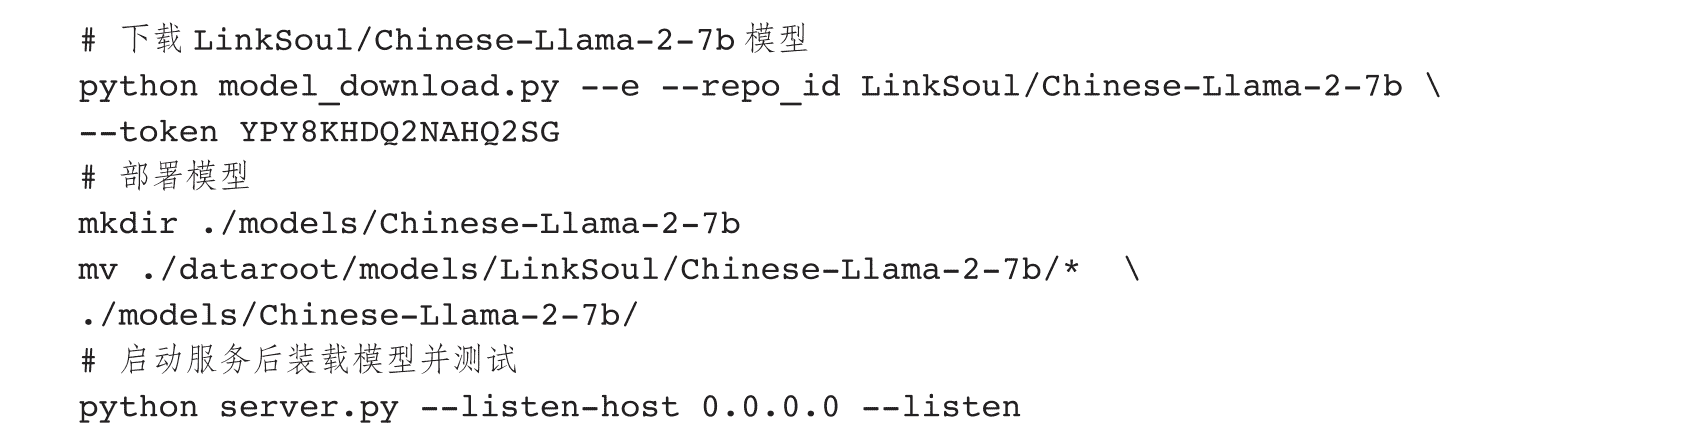 # 下载 LinkSoul/Chinese-Llama-2-7b 模型
python model_download.py --e --repo_id LinkSoul/Chinese-Llama-2-7b \
--token YPY8KHDQ2NAHQ2SG
# 部署模型
mkdir ./models/Chinese-Llama-2-7b
mv ./dataroot/models/LinkSoul/Chinese-Llama-2-7b/*  \
./models/Chinese-Llama-2-7b/
# 启动服务后装载模型并测试
python server.py --listen-host 0.0.0.0 --listen